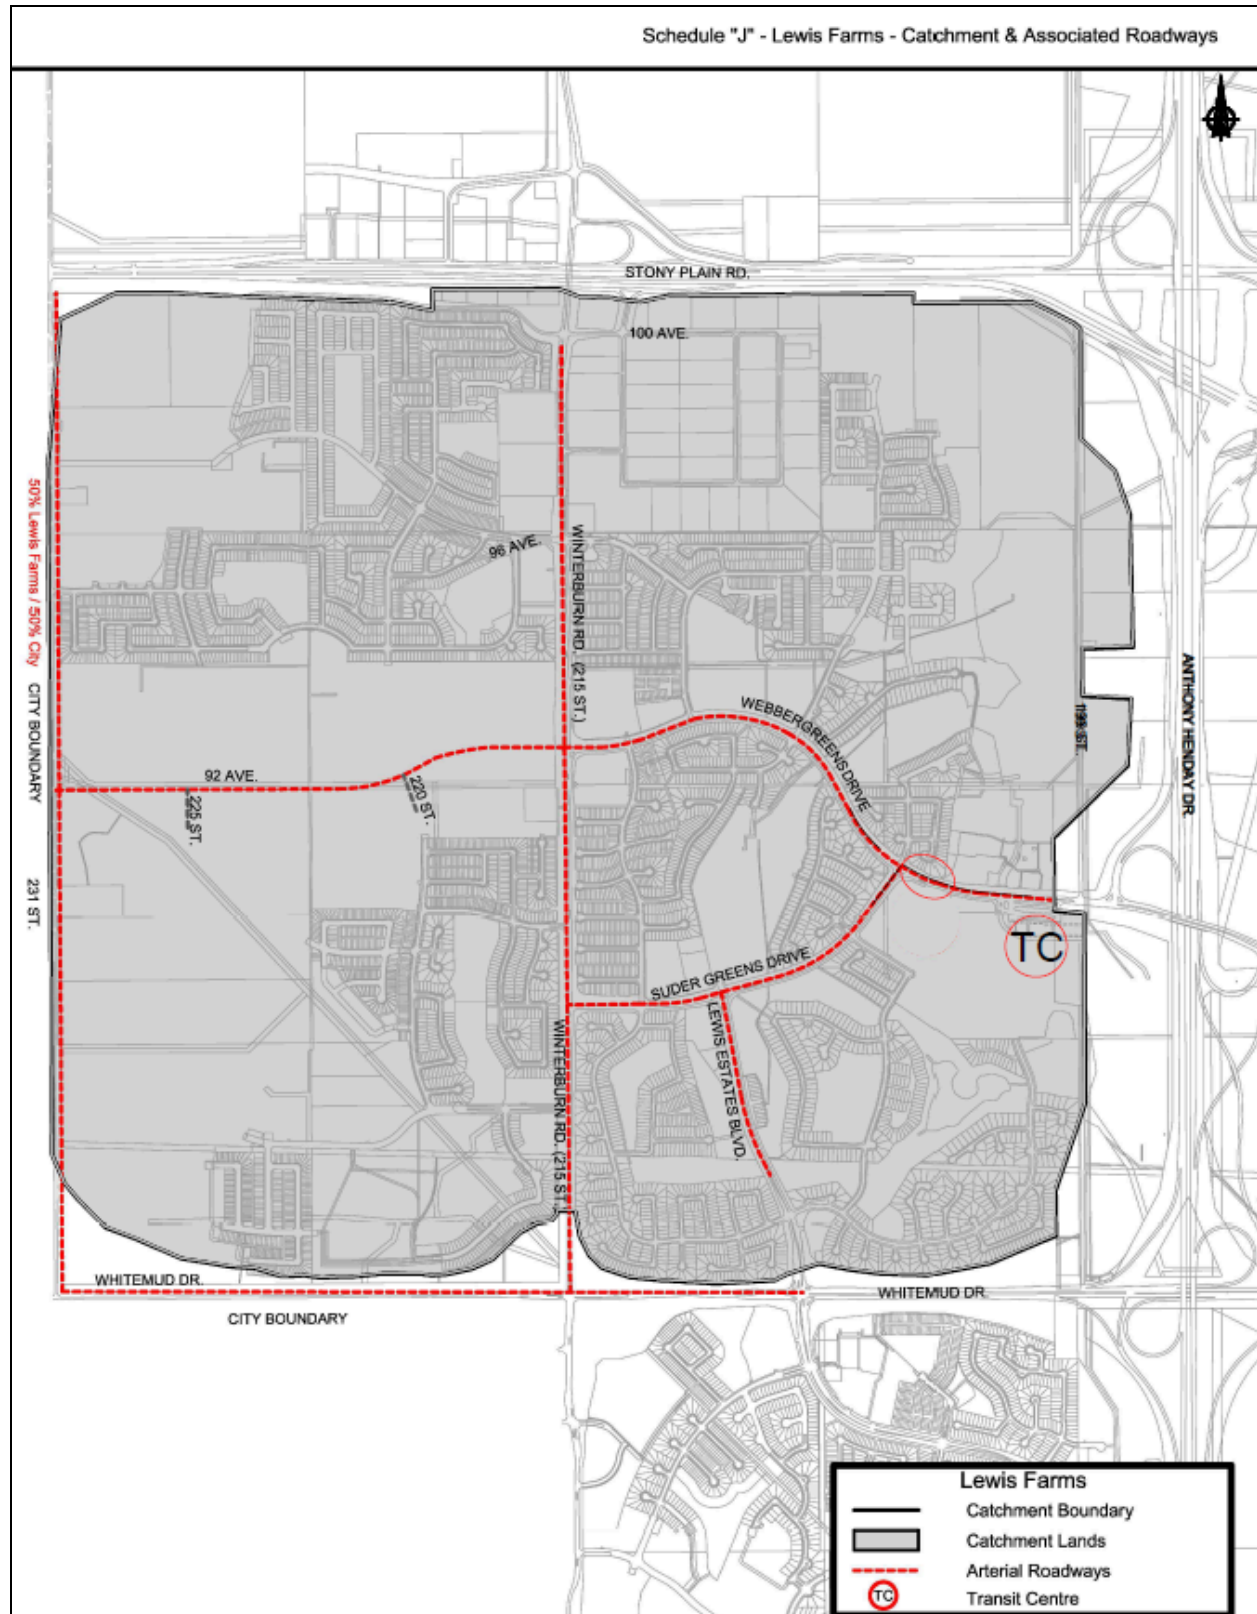 Schedule "J" - Lewis Farms - Catchment & Associated Roadways
STONY PLAIN RD.
100 AVE.
50% Lewis Farms / 50% City
CITY BOUNDARY
231 ST.
96 AVE.
WINTERBURN RD. (215 ST.)
WEBBERGREENS DRIVE
ANTHONY HENDAY DR.
92 AVE.
220 ST.
225 ST.
TC
SUDER GREENS DRIVE
LEWIS ESTATES BLVD.
WINTERBURN RD. (215 ST.)
WHITEMUD DR.
WHITEMUD DR.
CITY BOUNDARY
Lewis Farms
Catchment Boundary
Catchment Lands
Arterial Roadways
TC
Transit Centre